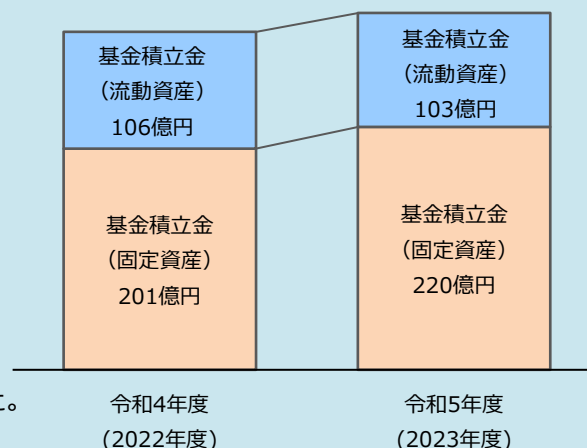 基金積立金
（流動資産）
106億円
基金積立金
（流動資産）
103億円
基金積立金
（固定資産）
201億円
基金積立金
（固定資産）
220億円
。
令和4年度
（2022年度）
令和5年度
（2023年度）